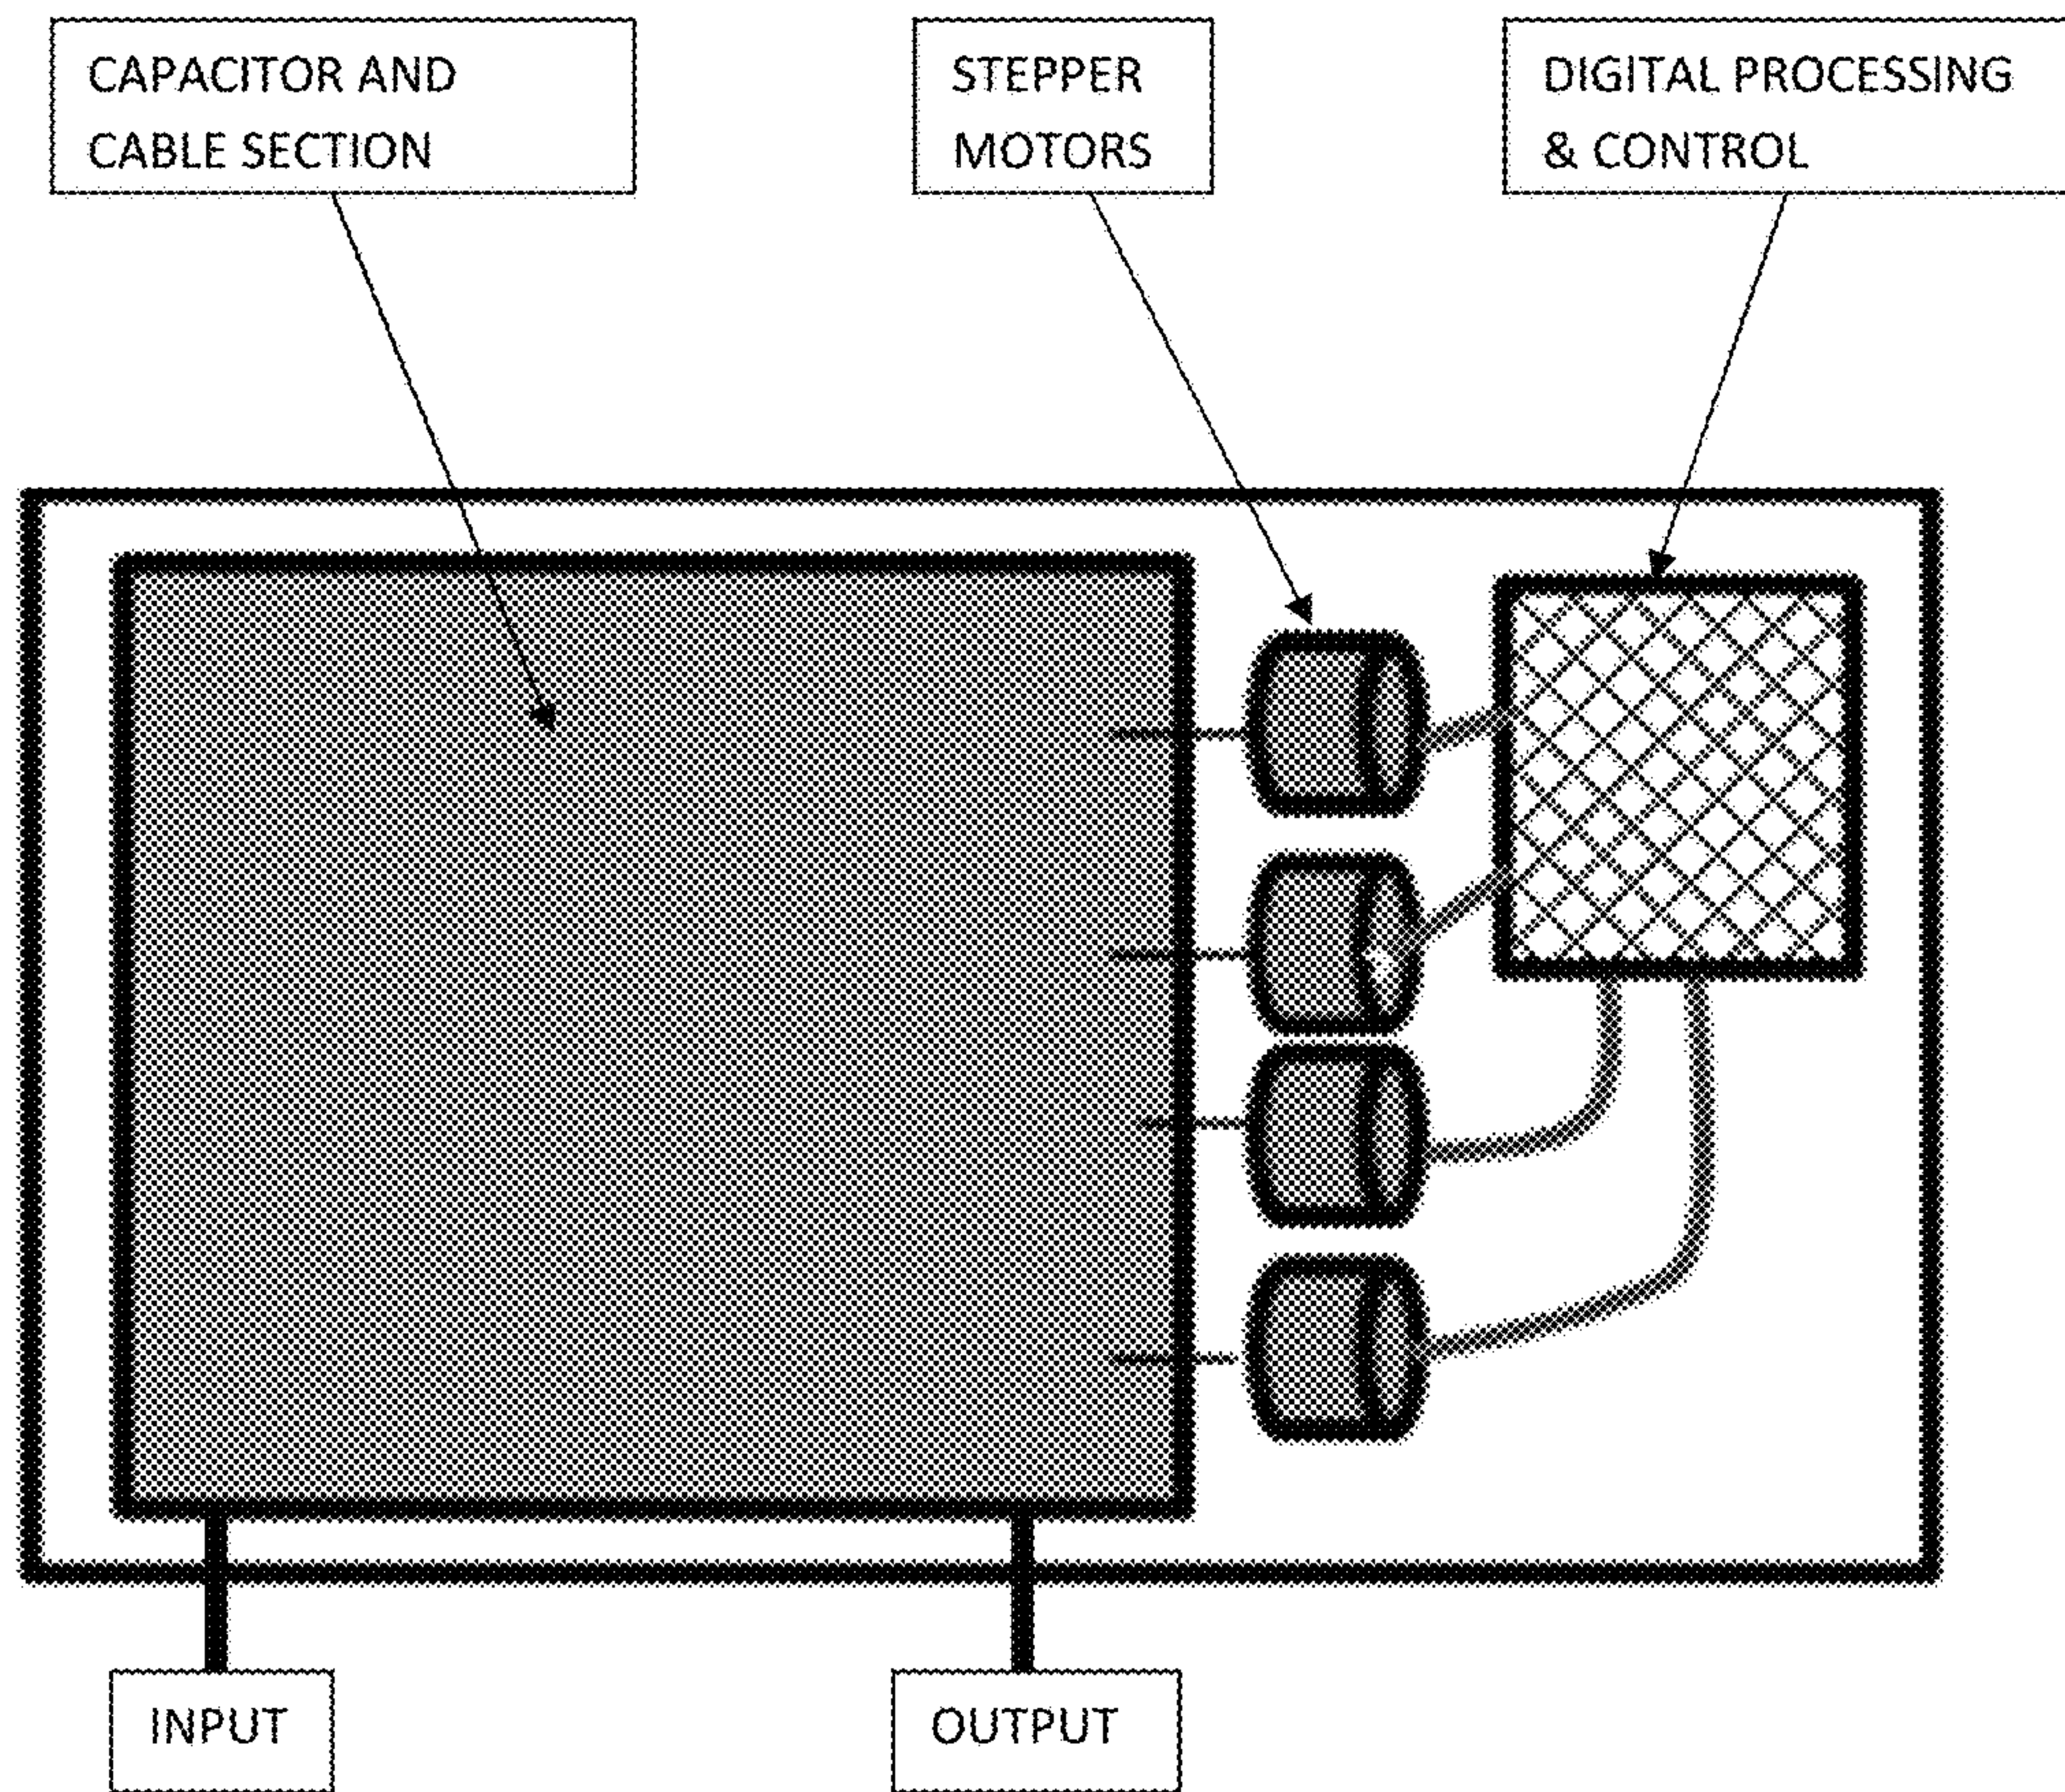 CAPACITOR AND
CABLE SECTION
STEPPER
MOTORS
DIGITAL PROCESSING
& CONTROL
INPUT
OUTPUT